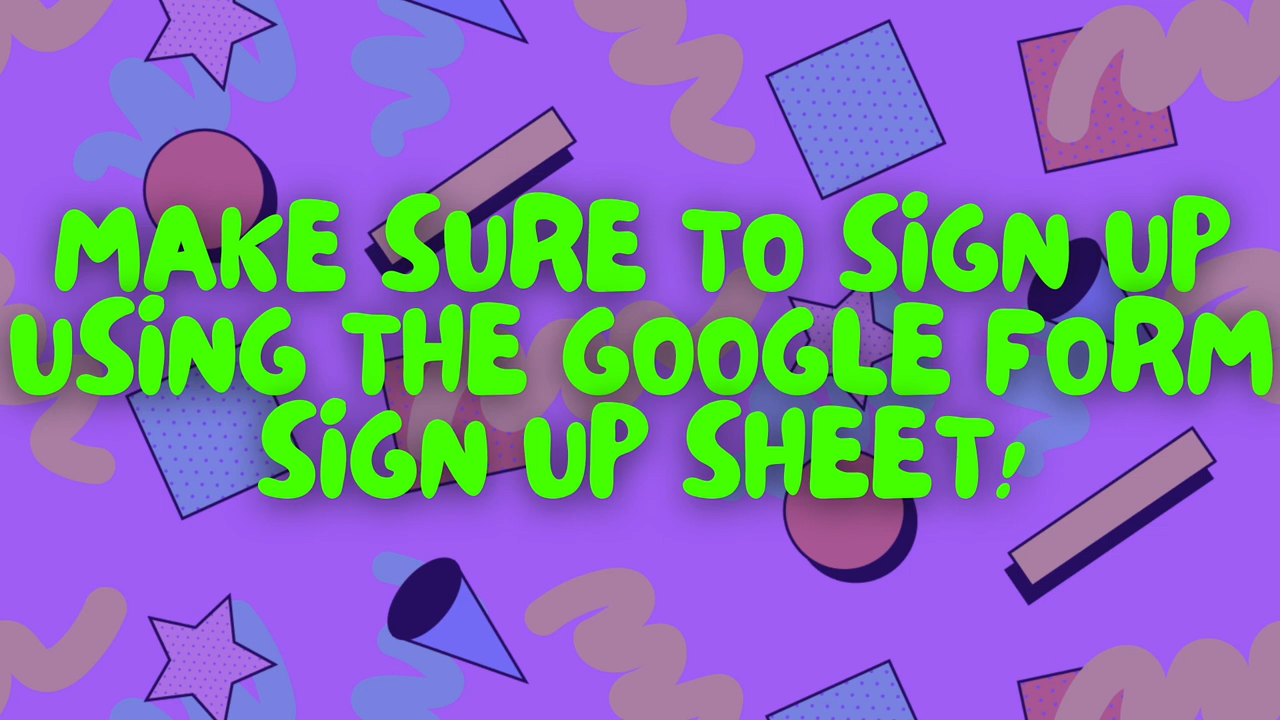 MAKE SURE TO SIGN UP
USING THE GOOGLE FORM
SIGN UP SHEET!